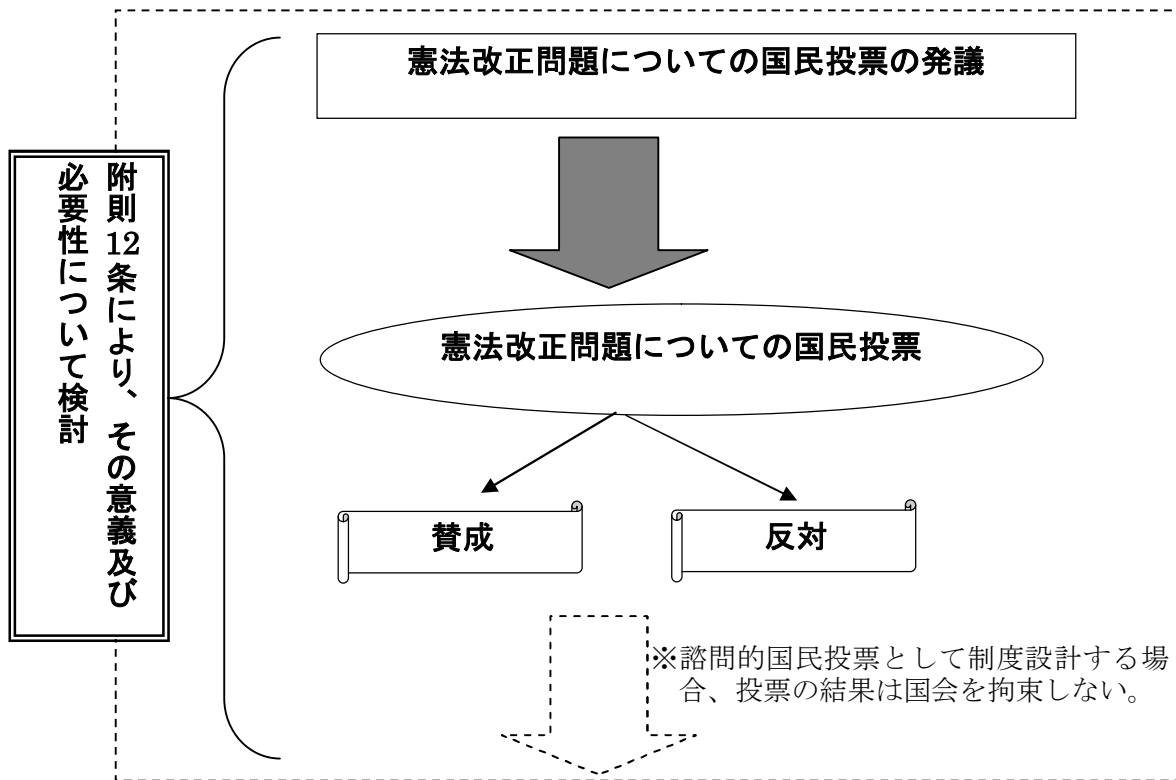 憲法改正問題についての国民投票の発議
附則12条により、その意義及び
必要性について検討
憲法改正問題についての国民投票
賛成
反対
※諮問的国民投票として制度設計する場
合、投票の結果は国会を拘束しない。